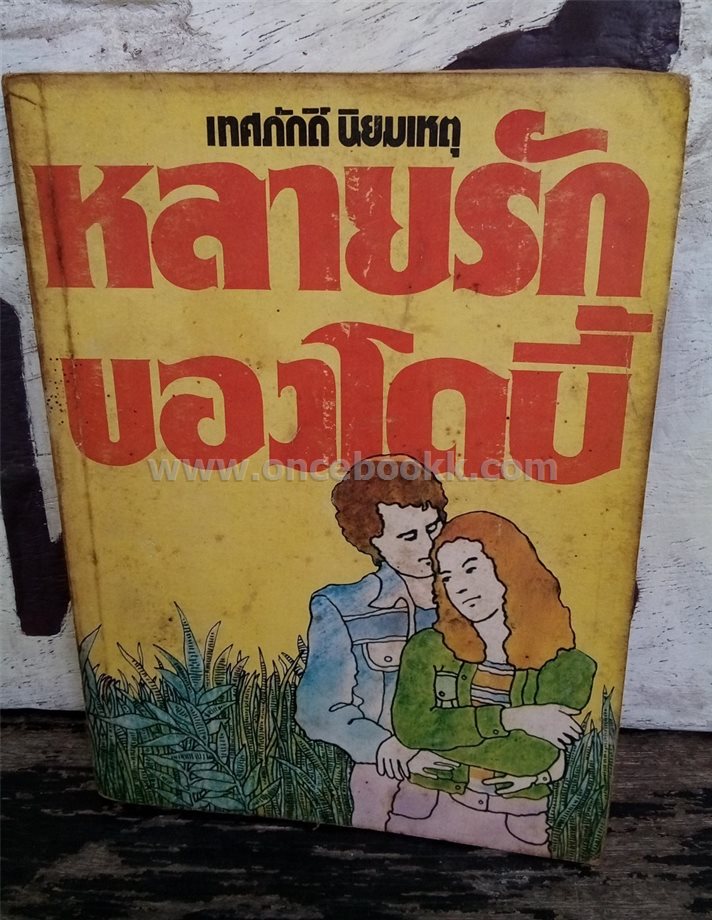 เทศภักดิ์ นิยมเหตุ
หลายรัก
ของโดบี้
www.oncebookk.com